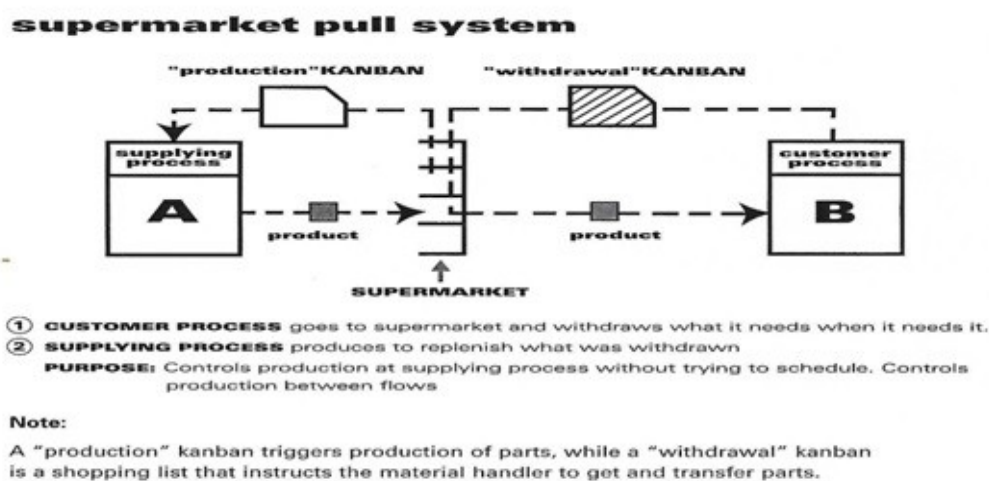 supermarket pull system
"production"KANBAN "withdrawal"KANBAN
supplying process
customer process
A
B
product
product
SUPERMARKET
1 CUSTOMER PROCESS goes to supermarket and withdraws what it needs when it needs it.
2 SUPPLYING PROCESS produces to replenish what was withdrawn
PURPOSE: Controls production at supplying process without trying to schedule. Controls
production between flows
Note:
A "production" kanban triggers production of parts, while a "withdrawal" kanban
is a shopping list that instructs the material handler to get and transfer parts.